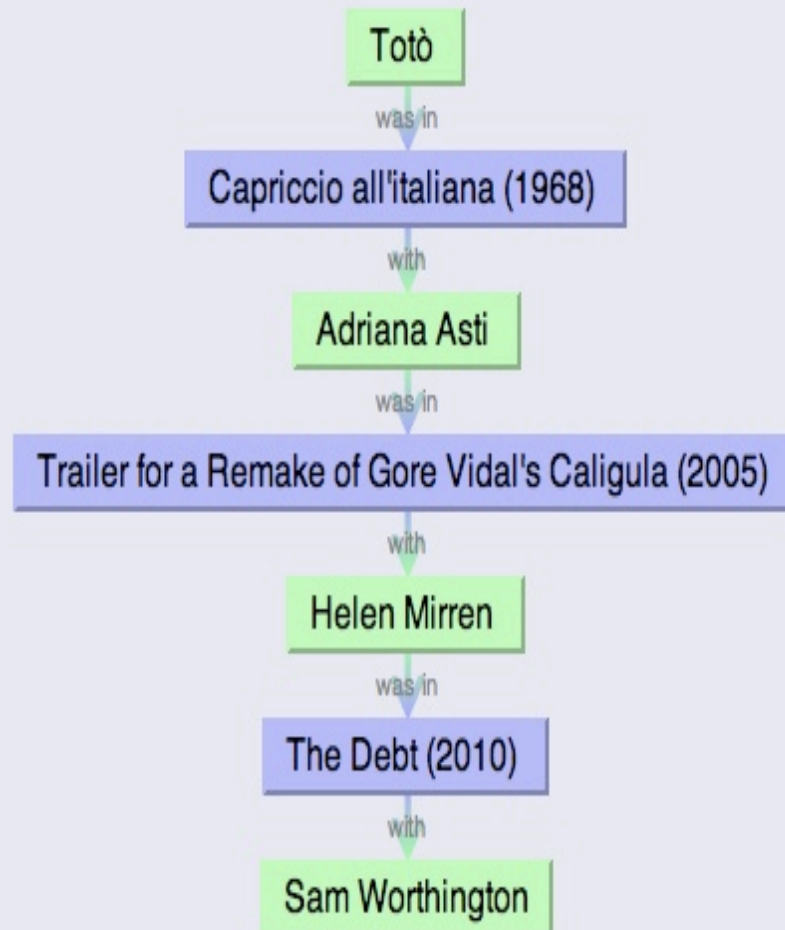 Totò
was in
Capriccio all'italiana (1968)
with
Adriana Asti
was in
Trailer for a Remake of Gore Vidal's Caligula (2005)
with
Helen Mirren
was in
The Debt (2010)
with
Sam Worthington